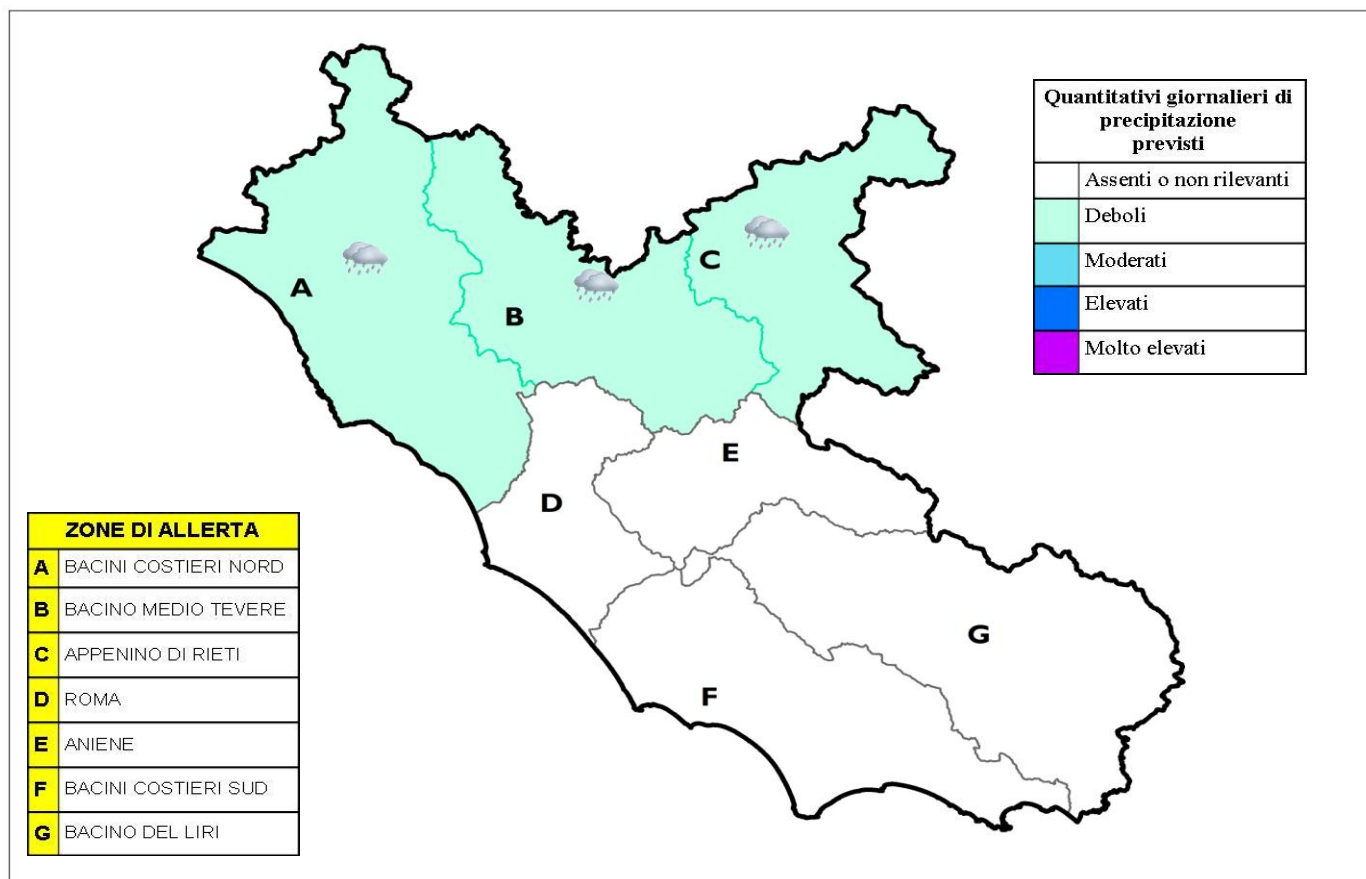 Quantitativi giornalieri di
precipitazione
previsti
Assenti o non rilevanti
Deboli
Moderati
Elevati
Molto elevati
A
B
C
D
E
F
G
ZONE DI ALLERTA
A BACINI COSTIERI NORD
B BACINO MEDIO TEVERE
C APPENINO DI RIETI
D ROMA
E ANIENE
F BACINI COSTIERI SUD
G BACINO DEL LIRI